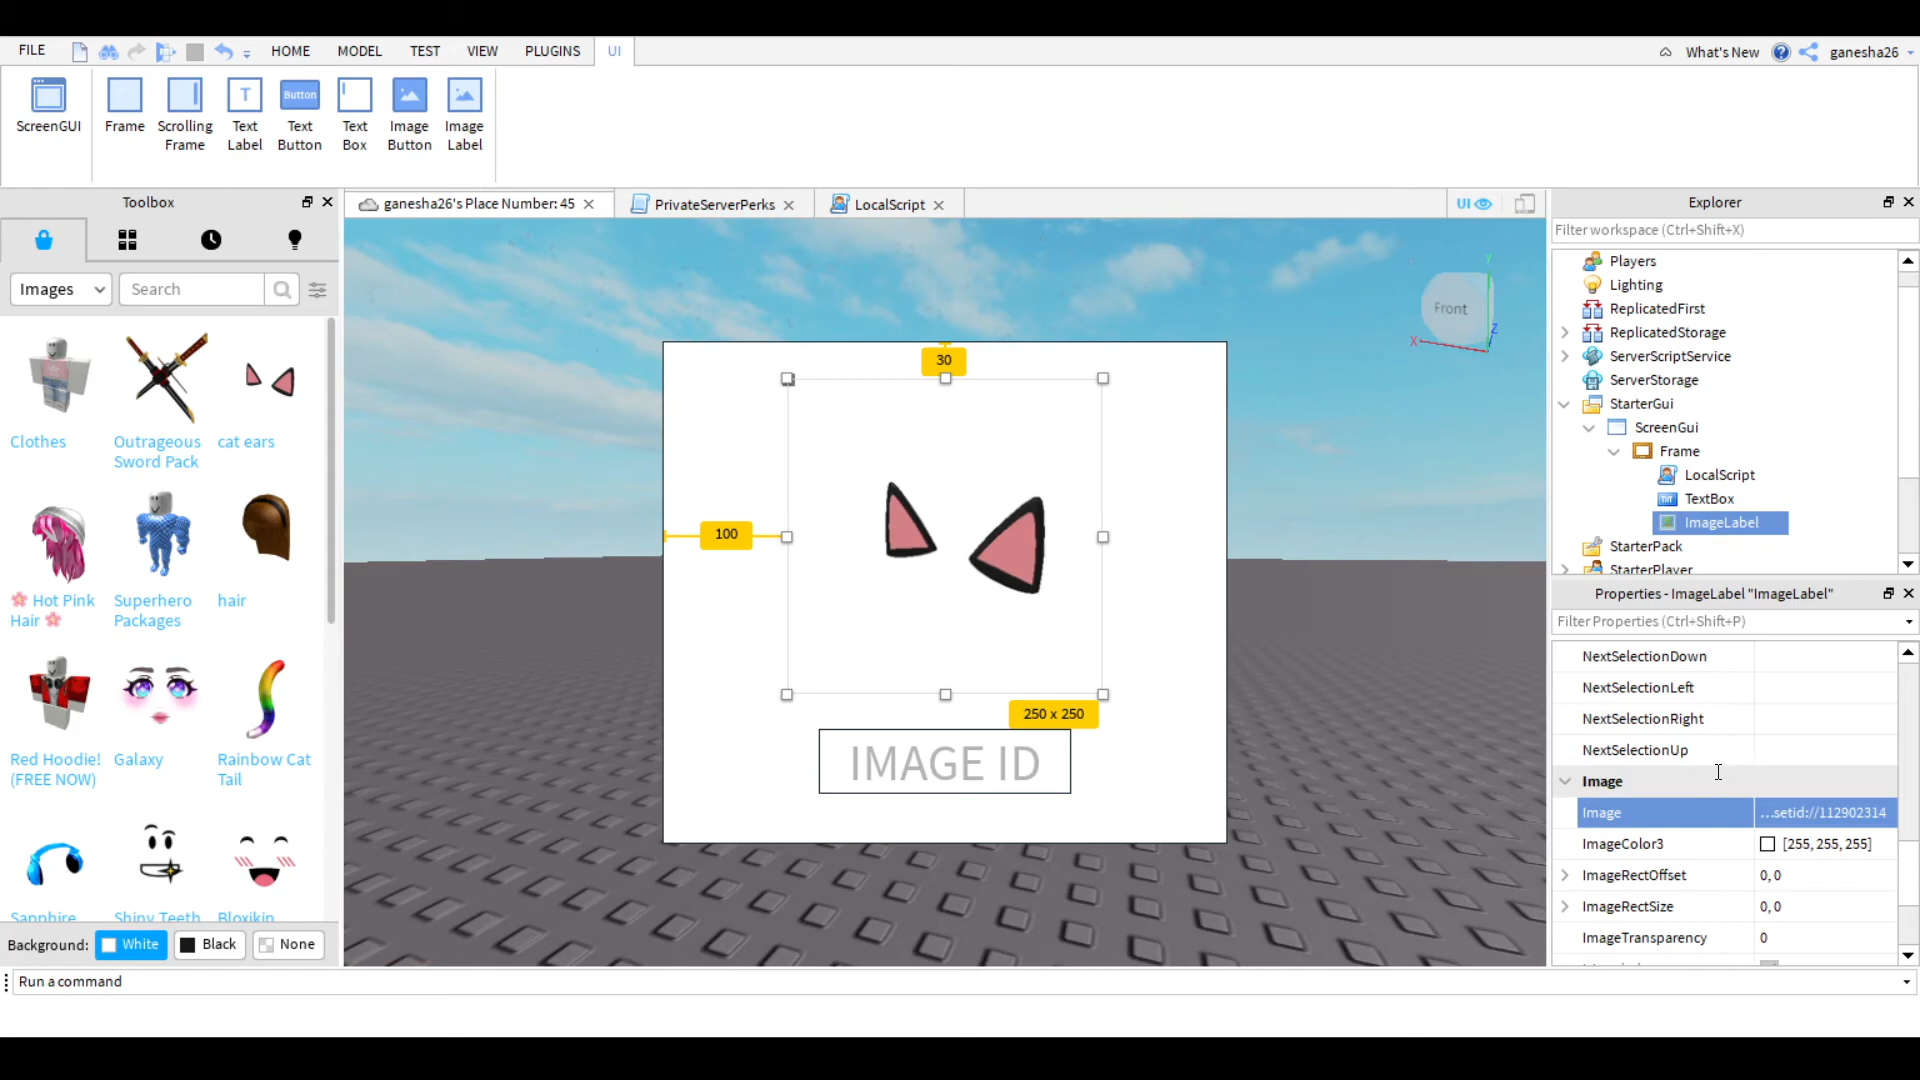 FILE
HOME
MODEL
TEST
VIEW
PLUGINS
UI
What's New
ganesha26
ScreenGUI
Frame
Scrolling
Frame
T
Text
Label
Button
Text
Button
Text
Box
Image
Button
Image
Label
Toolbox
Images
Search
Clothes
Outrageous
Sword Pack
cat ears
Hot Pink
Hair
Superhero
Packages
hair
Red Hoodie!
(FREE NOW)
Galaxy
Rainbow Cat
Tail
Sapphire
Shiny Teeth
Bloxikin
Background:
White
Black
None
ganesha26's Place Number: 45
PrivateServerPerks
LocalScript
UI
Front
Y
X
Z
30
100
250 x 250
IMAGE ID
Explorer
Filter workspace (Ctrl+Shift+X)
Players
Lighting
ReplicatedFirst
ReplicatedStorage
ServerScriptService
ServerStorage
StarterGui
ScreenGui
Frame
LocalScript
TextBox
ImageLabel
StarterPack
StarterPlayer
Properties - ImageLabel "ImageLabel"
Filter Properties (Ctrl+Shift+P)
NextSelectionDown
NextSelectionLeft
NextSelectionRight
NextSelectionUp
Image
Image ...setid://112902314
ImageColor3 [255, 255, 255]
ImageRectOffset 0, 0
ImageRectSize 0, 0
ImageTransparency 0
Run a command